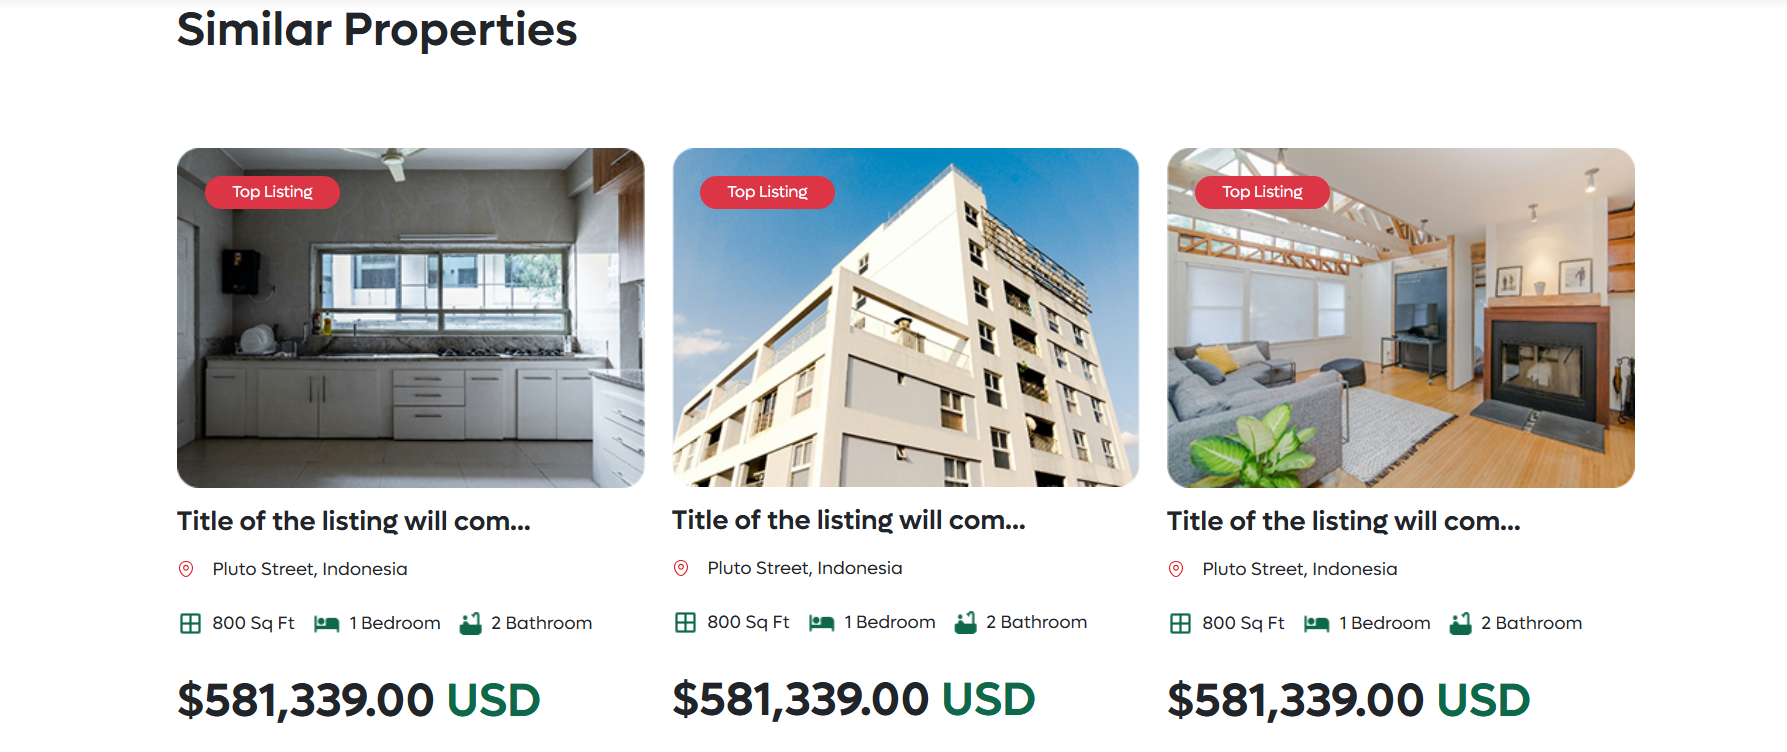 Similar Properties
Top Listing
Top Listing
Top Listing
Title of the listing will com...
Title of the listing will com...
Title of the listing will com...
Pluto Street, Indonesia
Pluto Street, Indonesia
Pluto Street, Indonesia
800 Sq Ft 1 Bedroom 2 Bathroom
800 Sq Ft 1 Bedroom 2 Bathroom
800 Sq Ft 1 Bedroom 2 Bathroom
$581,339.00 USD
$581,339.00 USD
$581,339.00 USD